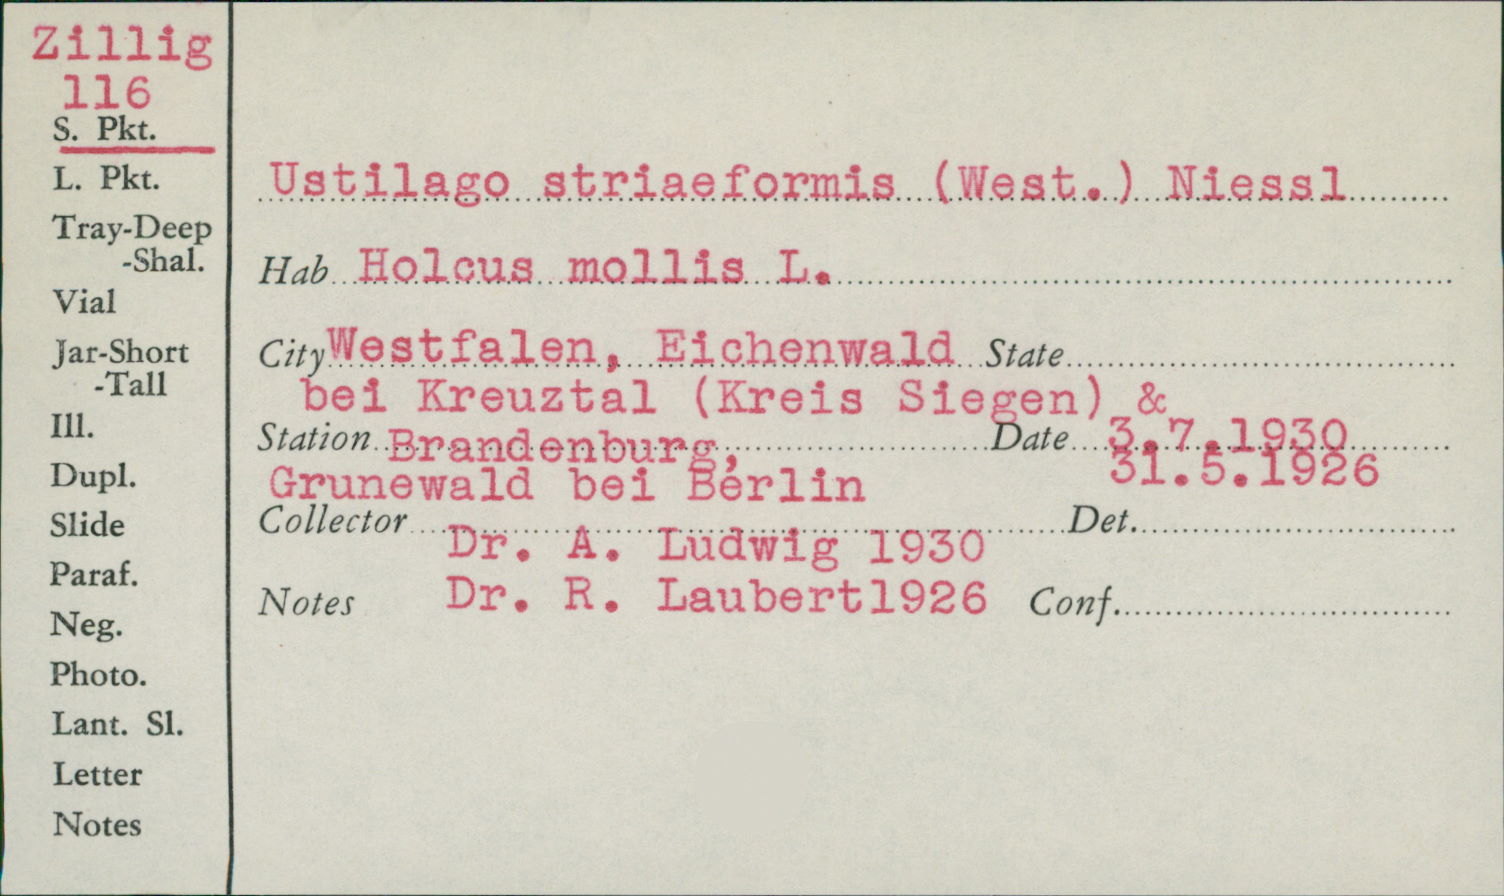 Zillig
116
S. Pkt.
L. Pkt.
Tray-Deep
-Shal.
Vial
Jar-Short
-Tall
Ill.
Dupl.
Slide
Paraf.
Neg.
Photo.
Lant. Sl.
Letter
Notes
Ustilago striaeformis (West.) Niessl
Hab Holcus mollis L.
City Westfalen, Eichenwald State
bei Kreuztal (Kreis Siegen) &
Station Brandenburg, Date 3.7.1930
Grunewald bei Berlin 31.5.1926
Collector Det.
Dr. A. Ludwig 1930
Notes Dr. R. Laubert1926 Conf.